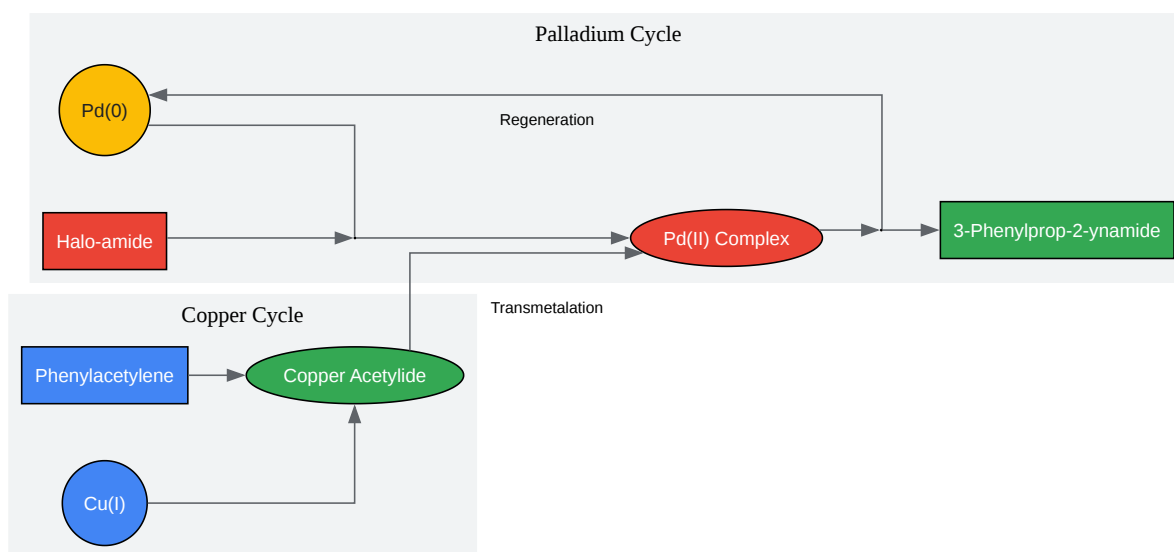 Palladium Cycle
Pd(0)
Regeneration
Halo-amide
Pd(II) Complex
3-Phenylprop-2-ynamide
Transmetalation
Copper Cycle
Phenylacetylene
Copper Acetylide
Cu(I)